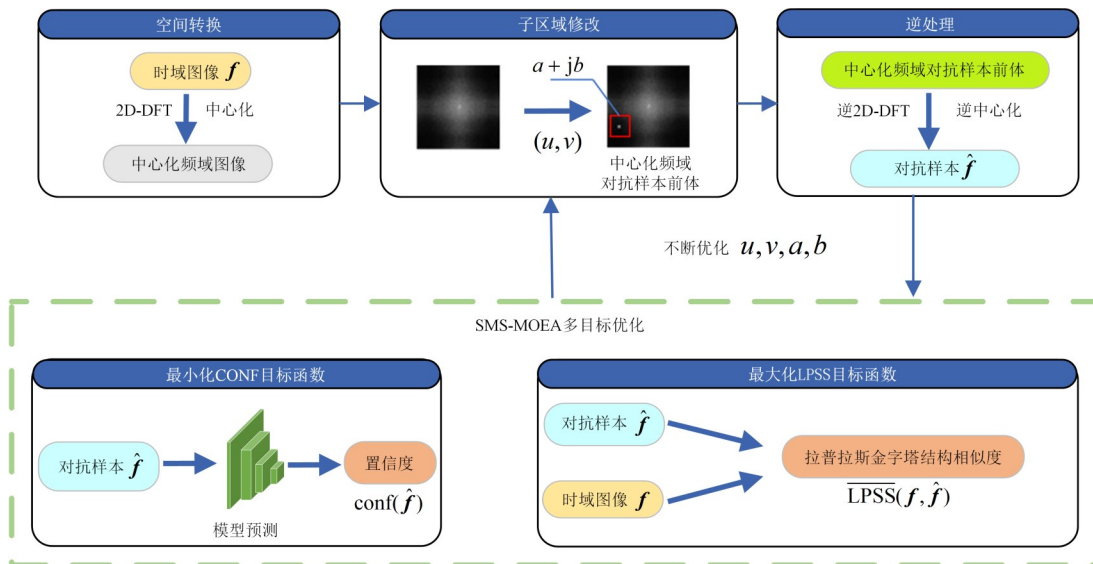 空间转换
时域图像 f
2D-DFT 中心化
中心化频域图像
子区域修改
a + jb
(u, v)
中心化频域
对抗样本前体
逆处理
中心化频域对抗样本前体
逆2D-DFT 逆中心化
对抗样本 f̂
不断优化 u, v, a, b
SMS-MOEA多目标优化
最小化CONF目标函数
对抗样本 f̂
模型预测
置信度
conf(f̂)
最大化LPSS目标函数
对抗样本 f̂
时域图像 f
拉普拉斯金字塔结构相似度
L̅P̅S̅S̅(f, f̂)